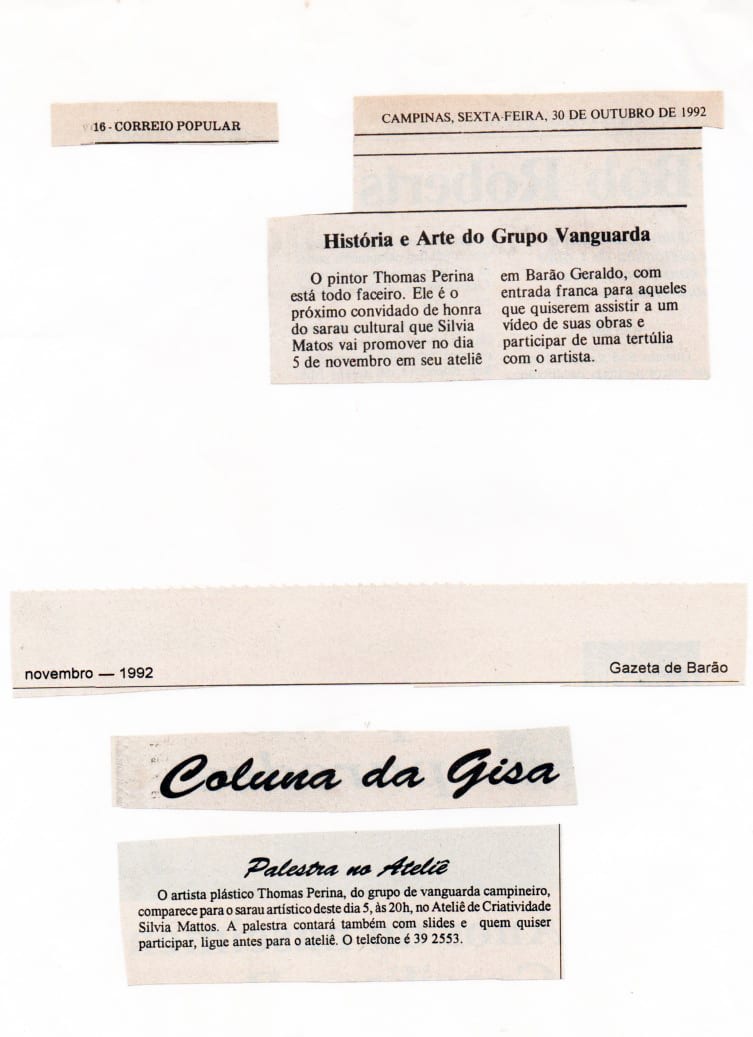 16 - CORREIO POPULAR
CAMPINAS, SEXTA-FEIRA, 30 DE OUTUBRO DE 1992
História e Arte do Grupo Vanguarda
O pintor Thomas Perina
está todo faceiro. Ele é o
próximo convidado de honra
do sarau cultural que Silvia
Matos vai promover no dia
5 de novembro em seu ateliê
em Barão Geraldo, com
entrada franca para aqueles
que quiserem assistir a um
vídeo de suas obras e
participar de uma tertúlia
com o artista.
novembro — 1992
Gazeta de Barão
Coluna da Gisa
Palestra no Ateliê
O artista plástico Thomas Perina, do grupo de vanguarda campineiro,
comparece para o sarau artístico deste dia 5, às 20h, no Ateliê de Criatividade
Silvia Mattos. A palestra contará também com slides e quem quiser
participar, ligue antes para o ateliê. O telefone é 39 2553.